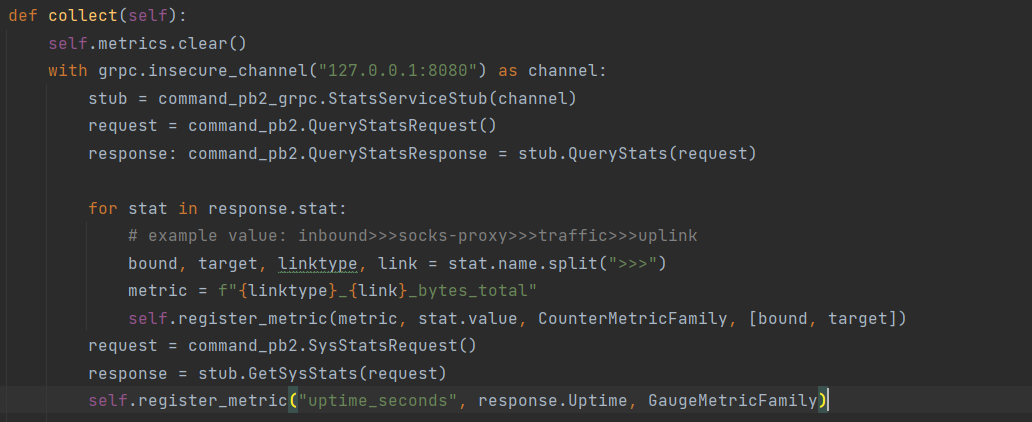 def collect(self):
    self.metrics.clear()
    with grpc.insecure_channel("127.0.0.1:8080") as channel:
        stub = command_pb2_grpc.StatsServiceStub(channel)
        request = command_pb2.QueryStatsRequest()
        response: command_pb2.QueryStatsResponse = stub.QueryStats(request)

        for stat in response.stat:
            # example value: inbound>>>socks-proxy>>>traffic>>>uplink
            bound, target, linktype, link = stat.name.split(">>>")
            metric = f"{linktype}_{link}_bytes_total"
            self.register_metric(metric, stat.value, CounterMetricFamily, [bound, target])
        request = command_pb2.SysStatsRequest()
        response = stub.GetSysStats(request)
        self.register_metric("uptime_seconds", response.Uptime, GaugeMetricFamily)